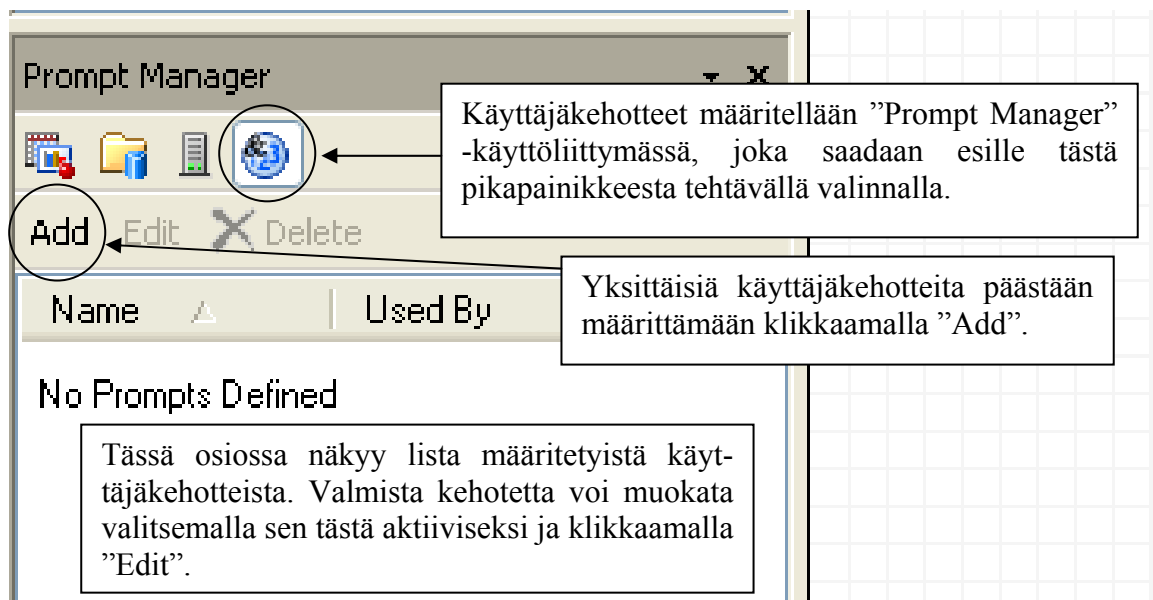 Prompt Manager
Käyttäjäkehotteet määritellään ”Prompt Manager”
-käyttöliittymässä, joka saadaan esille tästä
pikapainikkeesta tehtävällä valinnalla.
Add Edit Delete
Yksittäisiä käyttäjäkehotteita päästään
määrittämään klikkaamalla ”Add”.
Name Used By
No Prompts Defined
Tässä osiossa näkyy lista määritetyistä käyt-
täjäkehotteista. Valmista kehotetta voi muokata
valitsemalla sen tästä aktiiviseksi ja klikkaamalla
”Edit”.